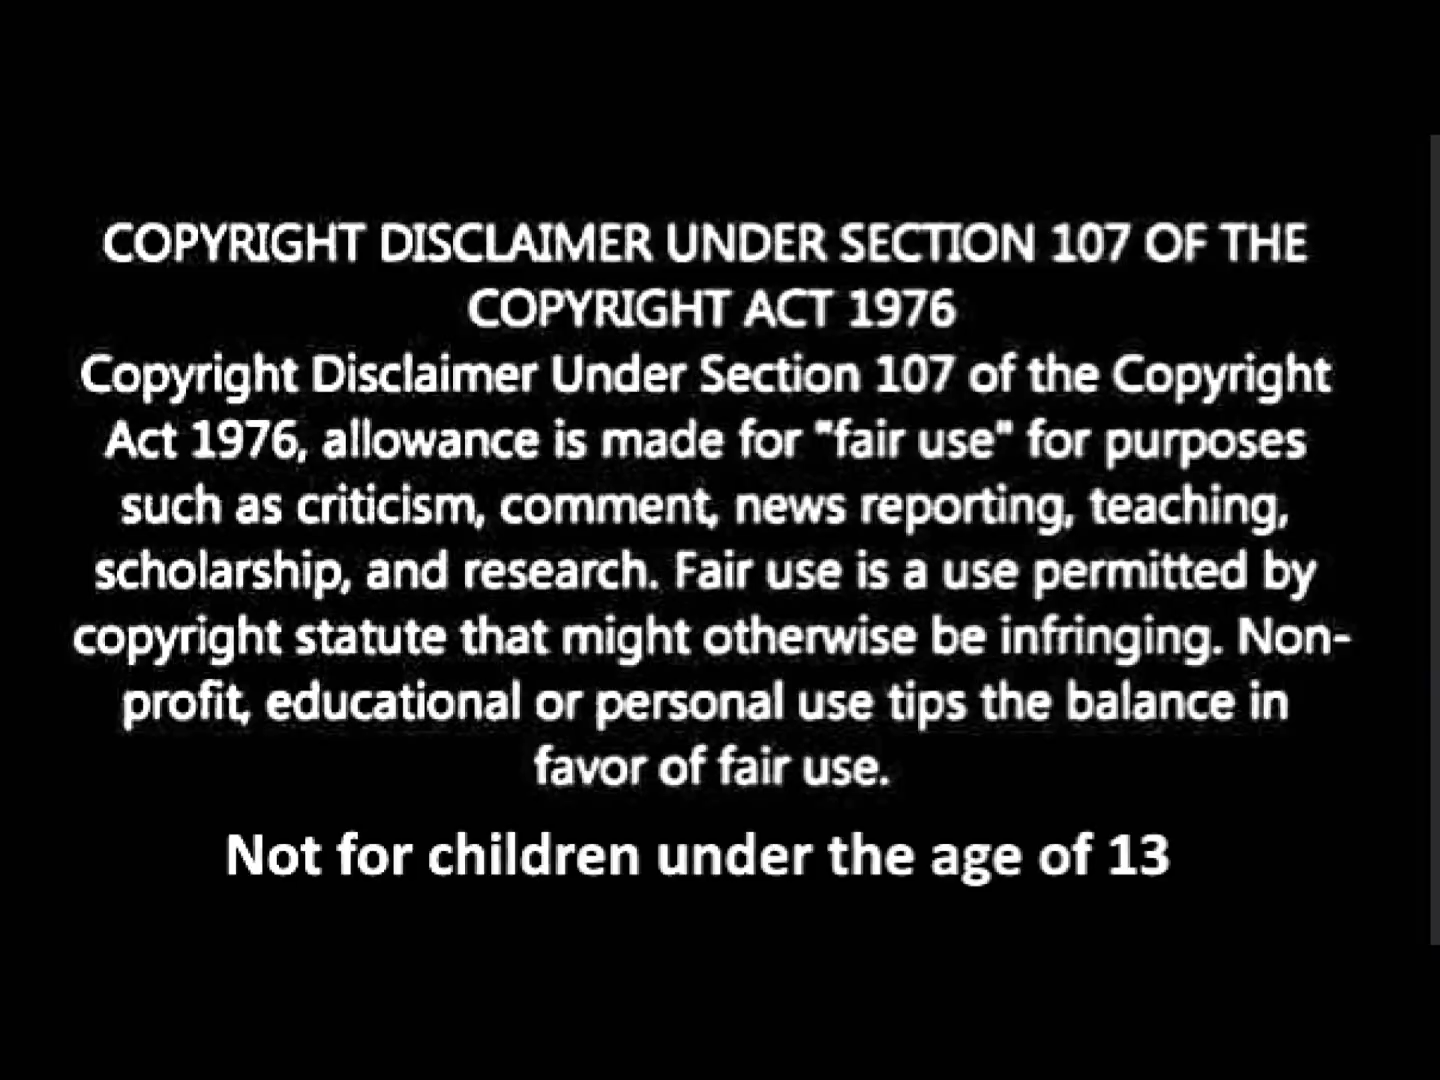 COPYRIGHT DISCLAIMER UNDER SECTION 107 OF THE
COPYRIGHT ACT 1976
Copyright Disclaimer Under Section 107 of the Copyright
Act 1976, allowance is made for "fair use" for purposes
such as criticism, comment, news reporting, teaching,
scholarship, and research. Fair use is a use permitted by
copyright statute that might otherwise be infringing. Non-
profit, educational or personal use tips the balance in
favor of fair use.
Not for children under the age of 13